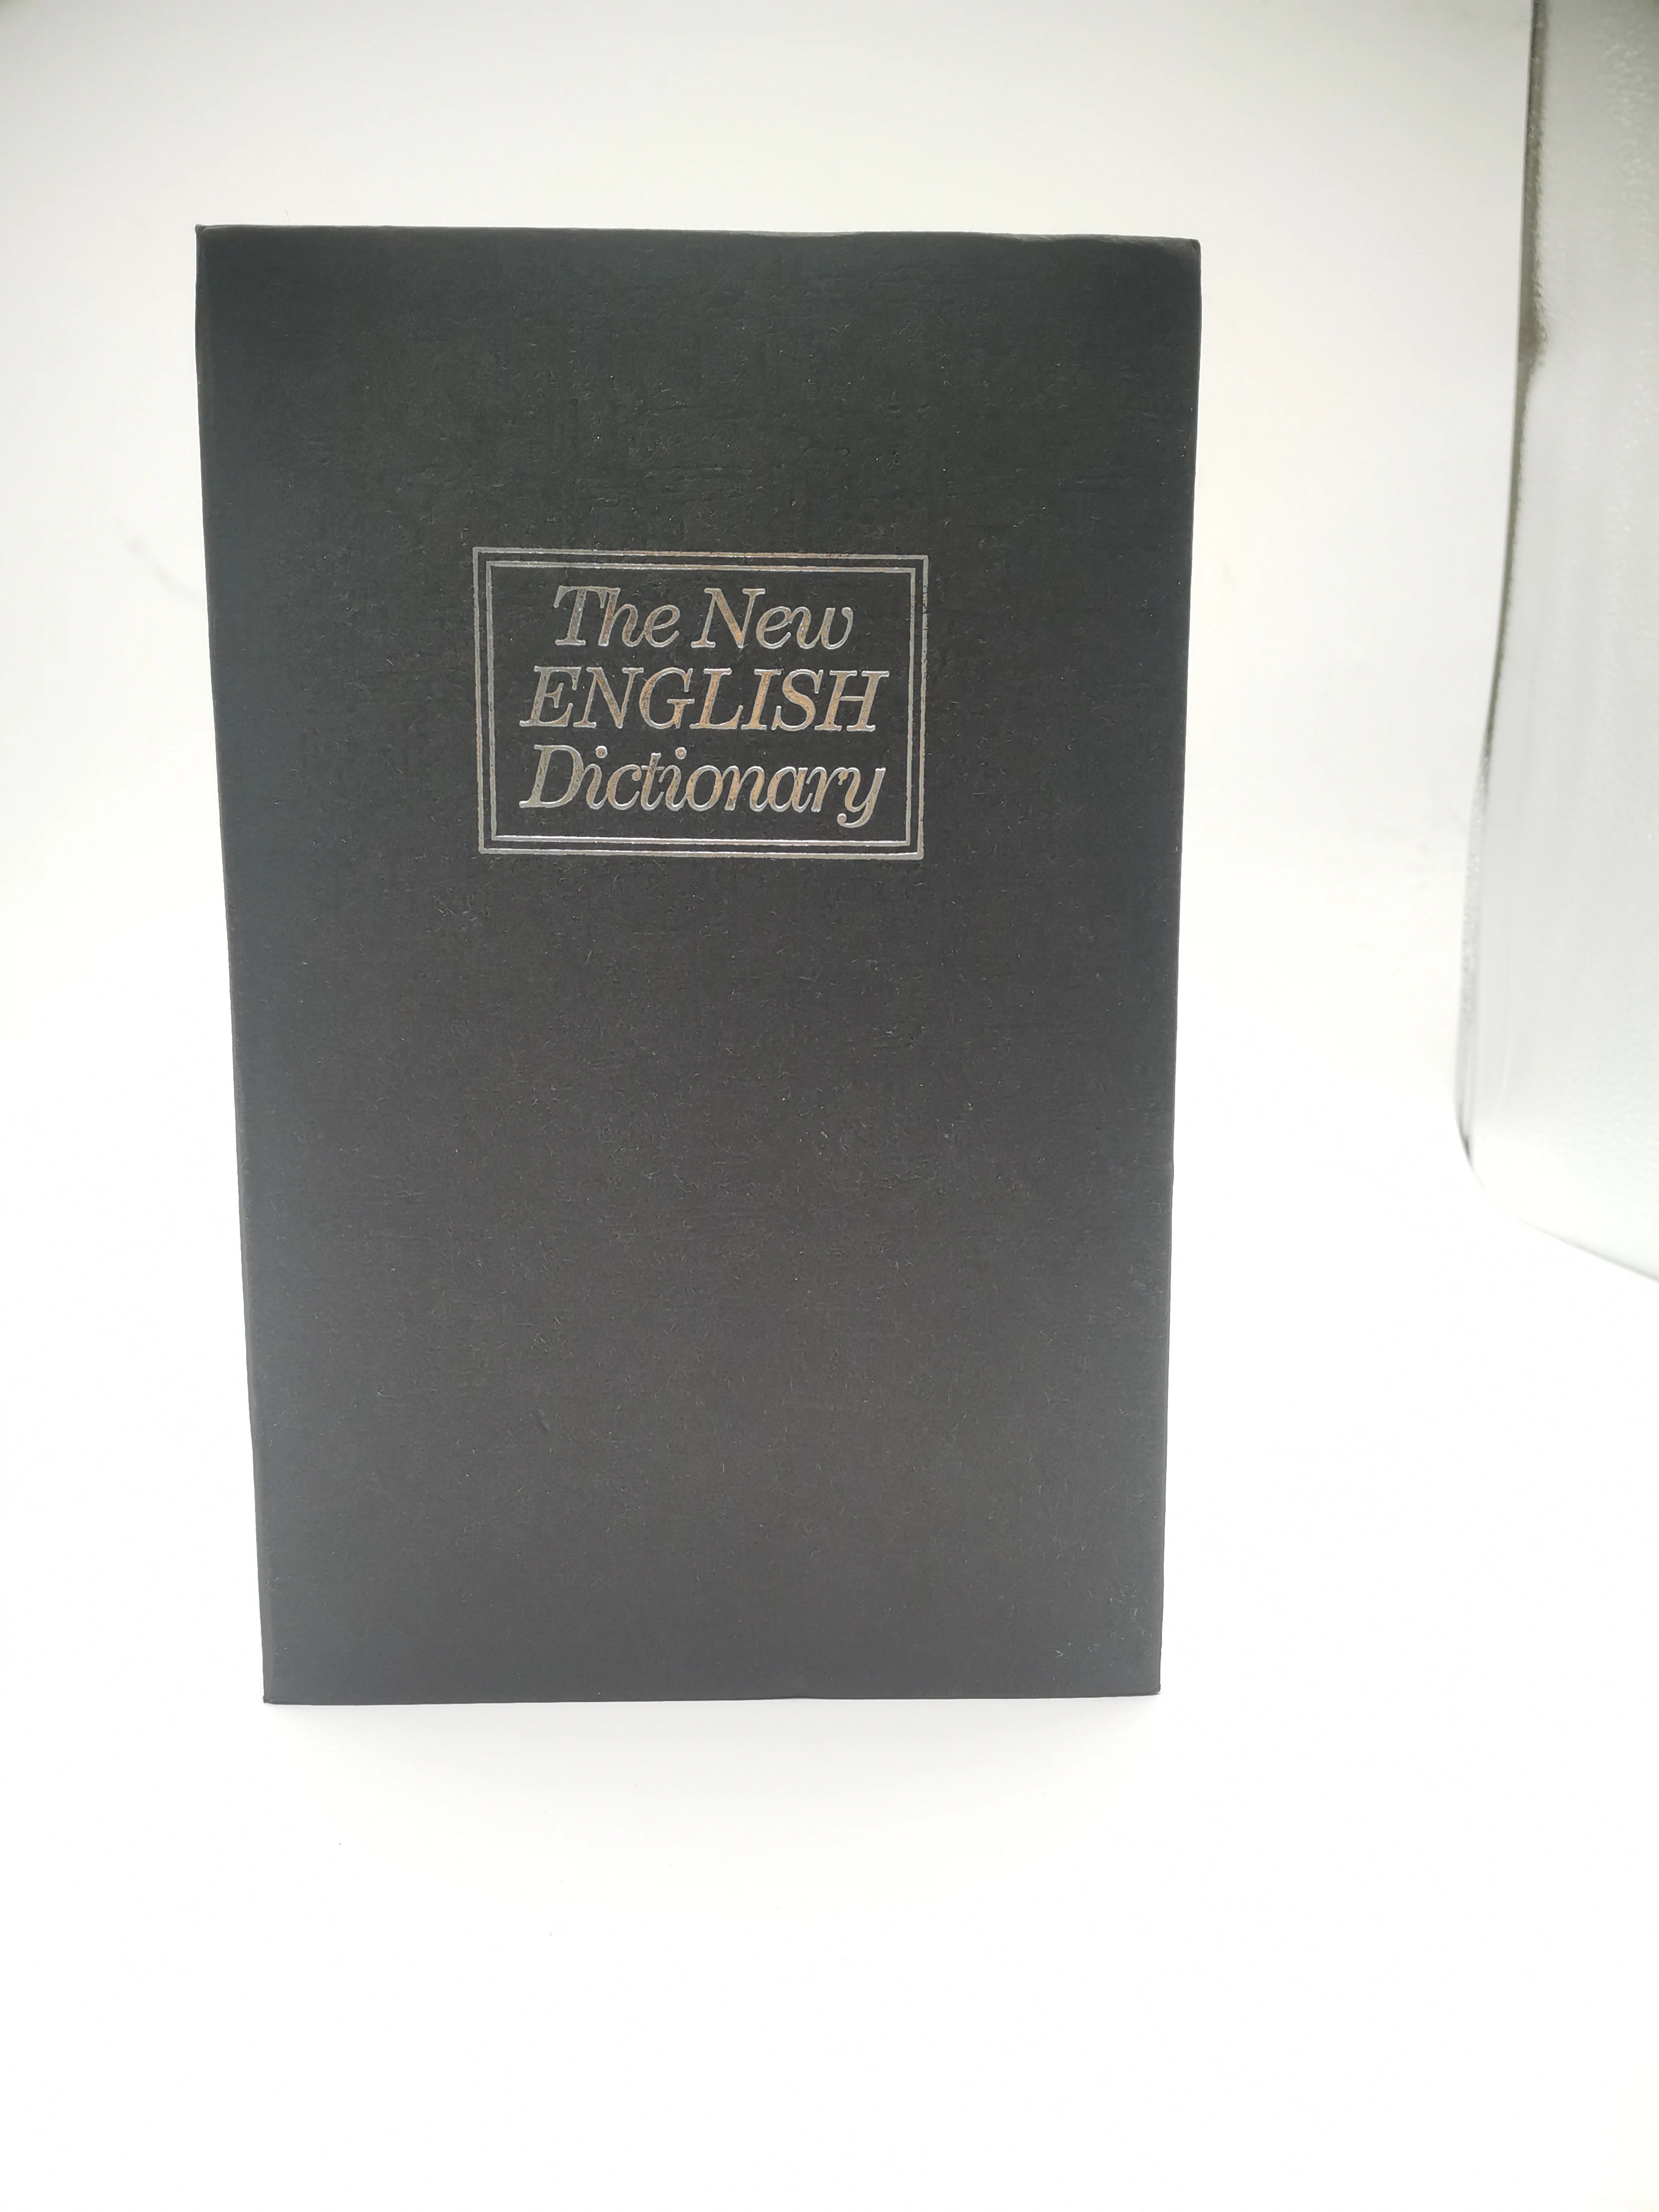 The New
ENGLISH
Dictionary